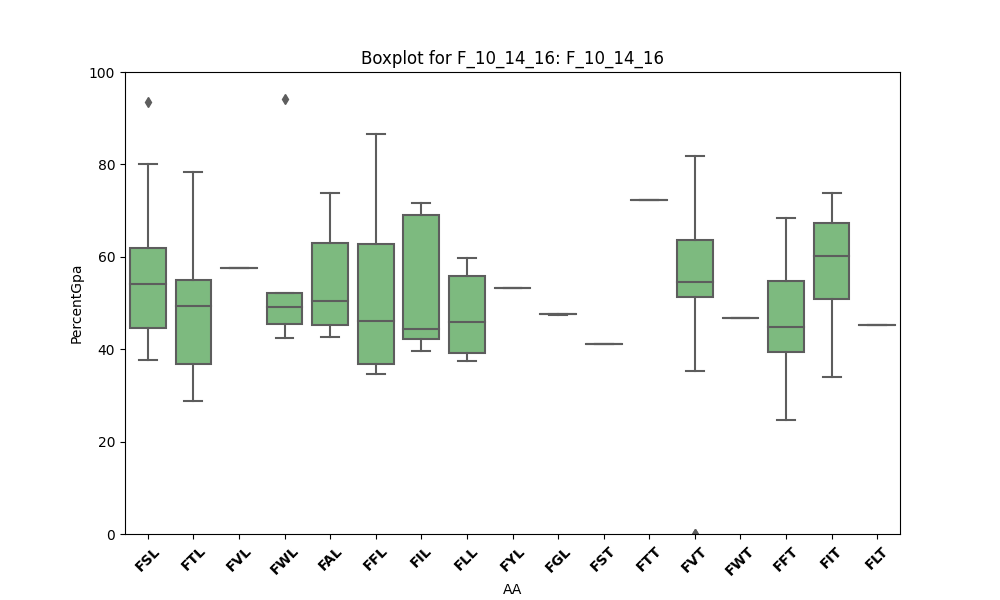 Boxplot for F_10_14_16: F_10_14_16
100
80
60
40
20
0
PercentGpa
FSL FTL FVL FWL FAL FFL FIL FLL FYL FGL FST FTT FVT FWT FFT FIT FLT
AA